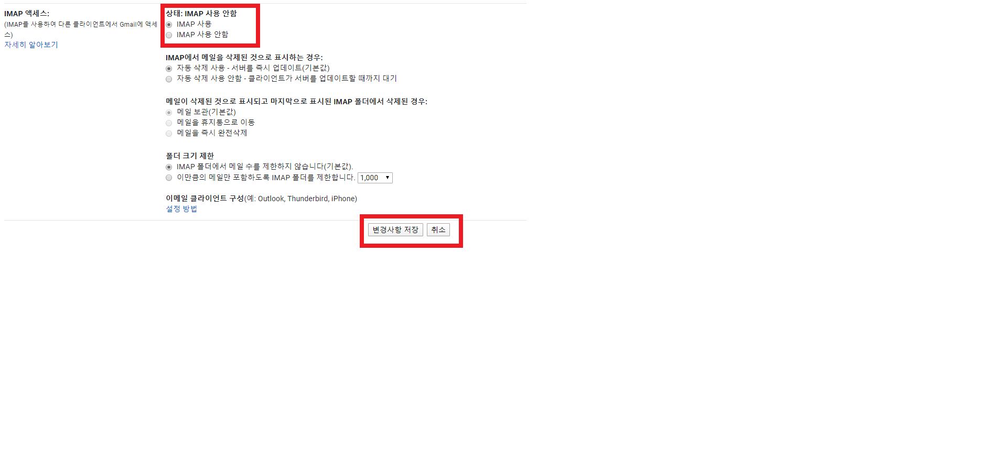 IMAP 액세스:
(IMAP를 사용하여 다른 클라이언트에서 Gmail에 액세
스)
자세히 알아보기
상태: IMAP 사용 안함
IMAP 사용
IMAP 사용 안함
IMAP에서 메일을 삭제된 것으로 표시하는 경우:
자동 삭제 사용 - 서버를 즉시 업데이트(기본값)
자동 삭제 사용 안함 - 클라이언트가 서버를 업데이트할 때까지 대기
메일이 삭제된 것으로 표시되고 마지막으로 표시된 IMAP 폴더에서 삭제된 경우:
메일 보관(기본값)
메일을 휴지통으로 이동
메일을 즉시 완전삭제
폴더 크기 제한
IMAP 폴더에서 메일 수를 제한하지 않습니다(기본값).
이만큼의 메일만 포함하도록 IMAP 폴더를 제한합니다. 1,000
이메일 클라이언트 구성(예: Outlook, Thunderbird, iPhone)
설정 방법
변경사항 저장 취소